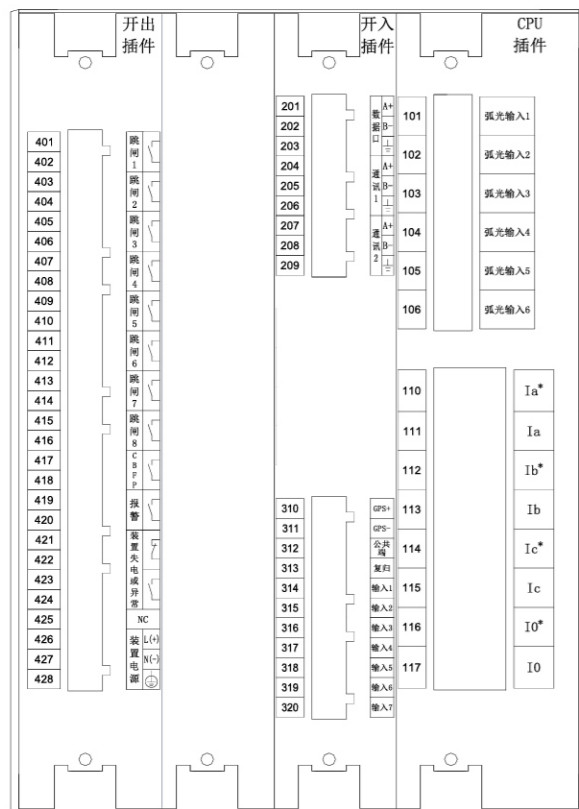 开出
插件
开入
插件
CPU
插件
401
402
403
404
405
406
407
408
409
410
411
412
413
414
415
416
417
418
419
420
421
422
423
424
425
426
427
428
跳闸1
跳闸2
跳闸3
跳闸4
跳闸5
跳闸6
跳闸7
跳闸8
CBFP
报警
装置失电或异常
NC
装置电源
L(+)
N(-)
201
202
203
204
205
206
207
208
209
数据口
A+
B-
通讯1
A+
B-
通讯2
A+
B-
310 GPS+
311 GPS-
312 公共端
313 复归
314 输入1
315 输入2
316 输入3
317 输入4
318 输入5
319 输入6
320 输入7
101 弧光输入1
102 弧光输入2
103 弧光输入3
104 弧光输入4
105 弧光输入5
106 弧光输入6
110 Ia*
111 Ia
112 Ib*
113 Ib
114 Ic*
115 Ic
116 I0*
117 I0